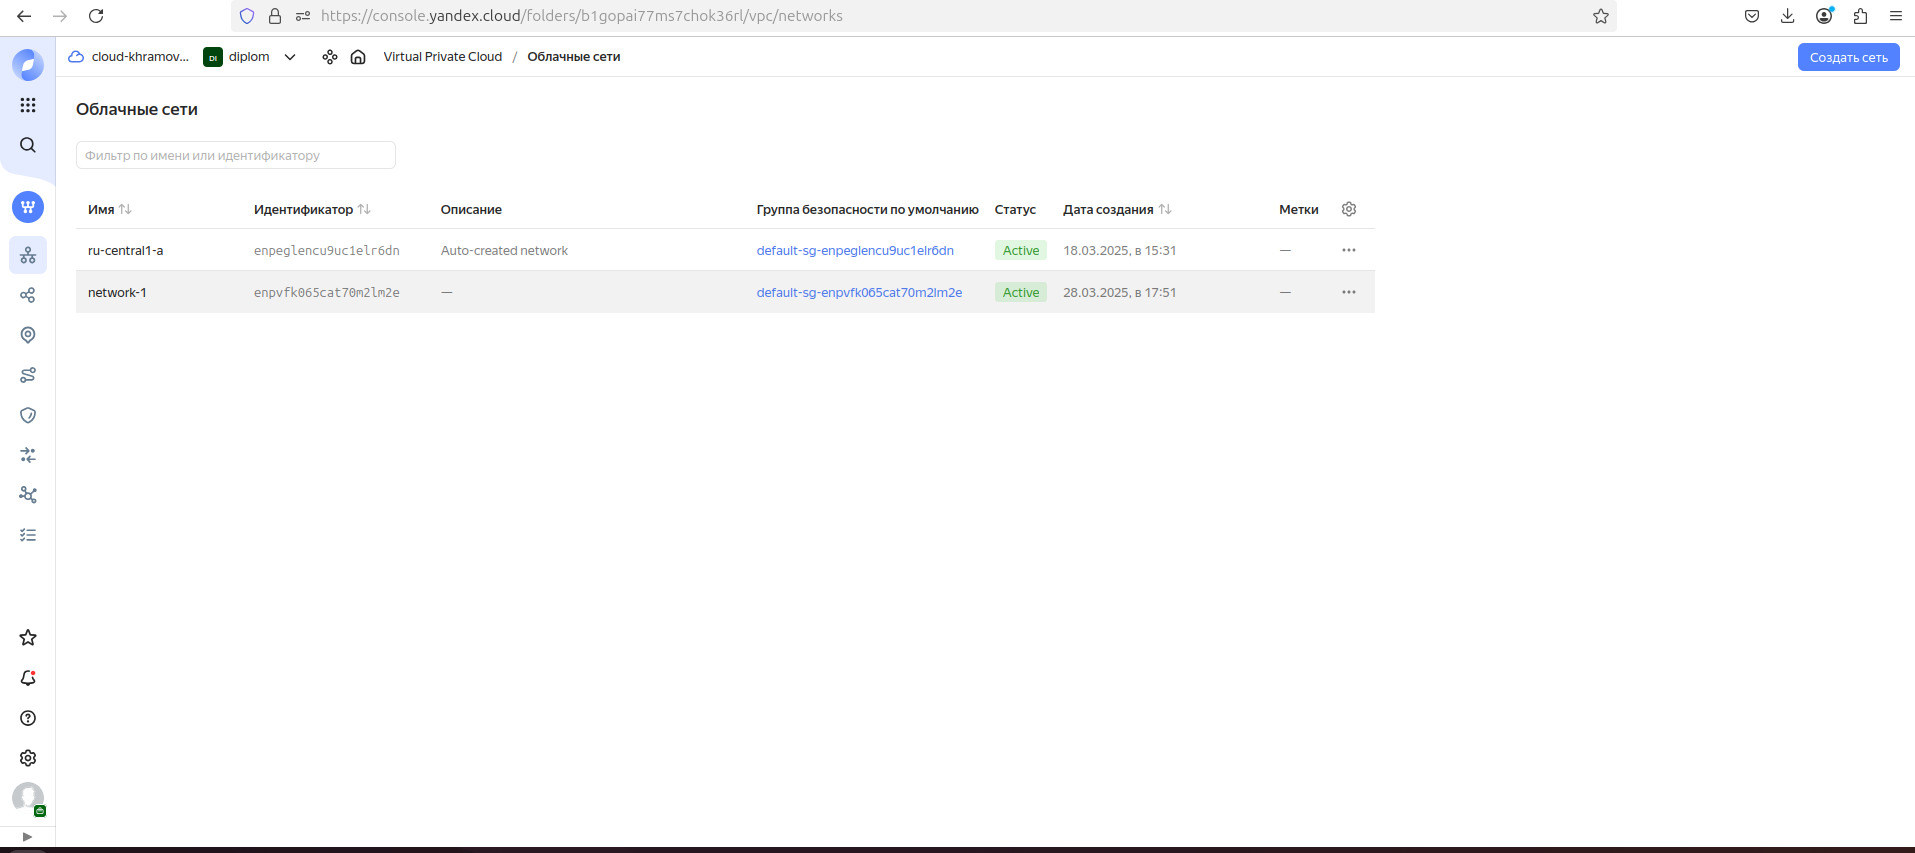 https://console.yandex.cloud/folders/b1gopai77ms7chok36rl/vpc/networks
cloud-khramov... DI diplom Virtual Private Cloud / Облачные сети Создать сеть
Облачные сети
Фильтр по имени или идентификатору
Имя Идентификатор Описание Группа безопасности по умолчанию Статус Дата создания Метки
ru-central1-a enpeglencu9uc1elr6dn Auto-created network default-sg-enpeglencu9uc1elr6dn Active 18.03.2025, в 15:31 —
network-1 enpvfk065cat70m2lm2e — default-sg-enpvfk065cat70m2lm2e Active 28.03.2025, в 17:51 —